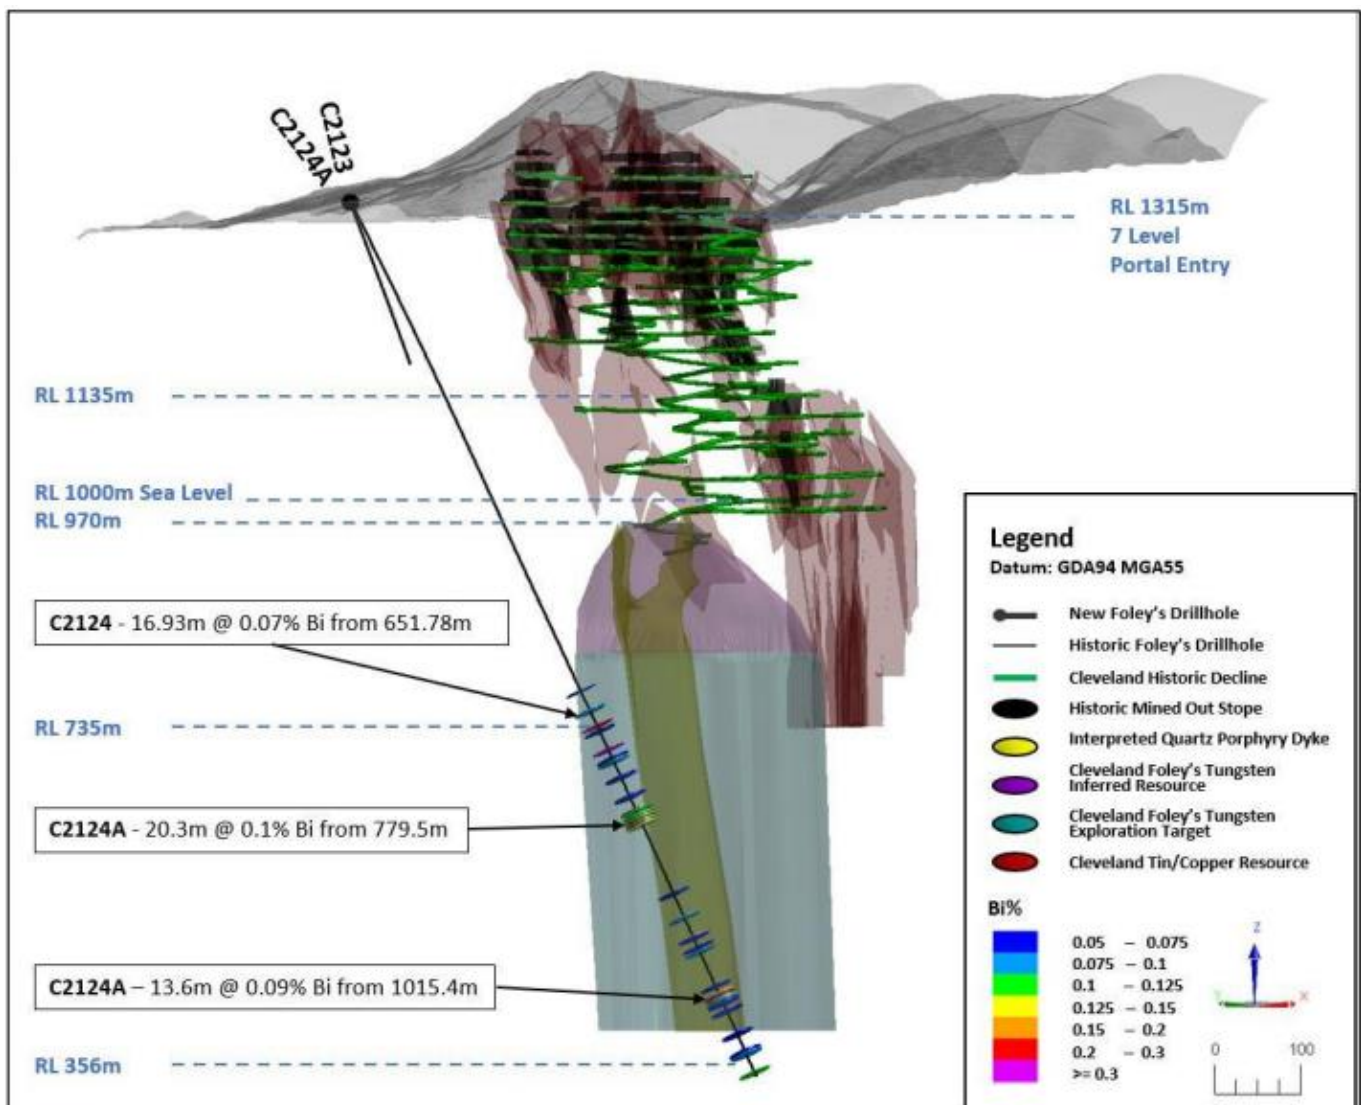 C2123
C2124A
RL 1315m
7 Level
Portal Entry
RL 1135m
RL 1000m Sea Level
RL 970m
C2124 - 16.93m @ 0.07% Bi from 651.78m
RL 735m
C2124A - 20.3m @ 0.1% Bi from 779.5m
C2124A – 13.6m @ 0.09% Bi from 1015.4m
RL 356m
Legend
Datum: GDA94 MGA55
New Foley's Drillhole
Historic Foley's Drillhole
Cleveland Historic Decline
Historic Mined Out Stope
Interpreted Quartz Porphyry Dyke
Cleveland Foley's Tungsten
Inferred Resource
Cleveland Foley's Tungsten
Exploration Target
Cleveland Tin/Copper Resource
Bi%
0.05 – 0.075
0.075 – 0.1
0.1 – 0.125
0.125 – 0.15
0.15 – 0.2
0.2 – 0.3
>= 0.3
Z
Y X
0 100